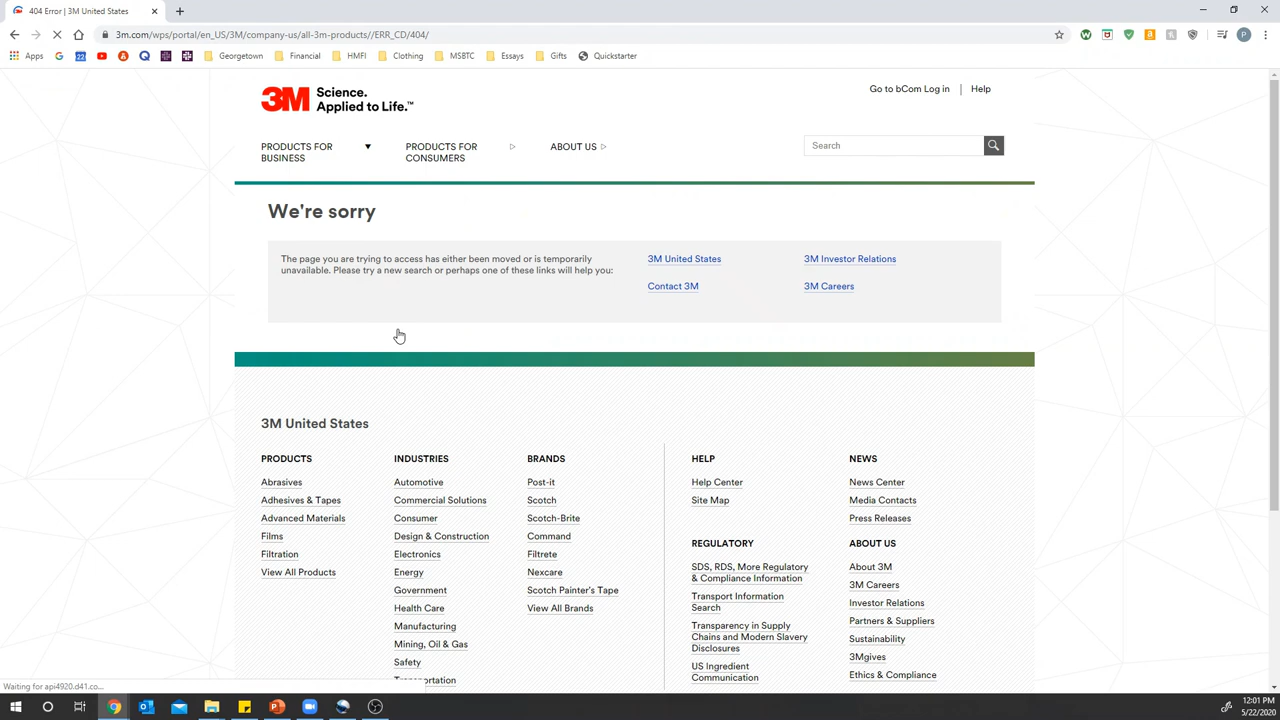 404 Error | 3M United States
3m.com/wps/portal/en_US/3M/company-us/all-3m-products//ERR_CD/404/
P
Apps
22
Georgetown
Financial
HMFI
Clothing
MSBTC
Essays
Gifts
Quickstarter
3M Science.
Applied to Life.™
Go to bCom Log in | Help
PRODUCTS FOR
BUSINESS
PRODUCTS FOR
CONSUMERS
ABOUT US
Search
We're sorry
The page you are trying to access has either been moved or is temporarily
unavailable. Please try a new search or perhaps one of these links will help you:
3M United States
3M Investor Relations
Contact 3M
3M Careers
3M United States
PRODUCTS
Abrasives
Adhesives & Tapes
Advanced Materials
Films
Filtration
View All Products
INDUSTRIES
Automotive
Commercial Solutions
Consumer
Design & Construction
Electronics
Energy
Government
Health Care
Manufacturing
Mining, Oil & Gas
Safety
Transportation
BRANDS
Post-it
Scotch
Scotch-Brite
Command
Filtrete
Nexcare
Scotch Painter's Tape
View All Brands
HELP
Help Center
Site Map
REGULATORY
SDS, RDS, More Regulatory
& Compliance Information
Transport Information
Search
Transparency in Supply
Chains and Modern Slavery
Disclosures
US Ingredient
Communication
NEWS
News Center
Media Contacts
Press Releases
ABOUT US
About 3M
3M Careers
Investor Relations
Partners & Suppliers
Sustainability
3Mgives
Ethics & Compliance
Waiting for api4920.d41.co...
12:01 PM
5/22/2020